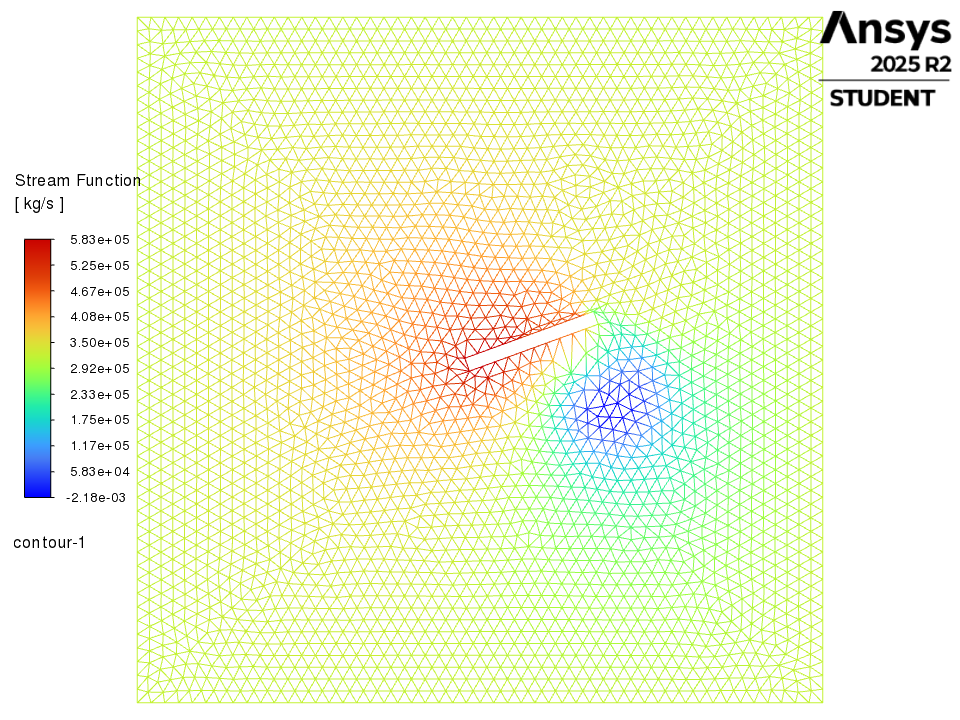 Ansys
2025 R2
STUDENT
Stream Function
[ kg/s ]
5.83e+05
5.25e+05
4.67e+05
4.08e+05
3.50e+05
2.92e+05
2.33e+05
1.75e+05
1.17e+05
5.83e+04
-2.18e-03
contour-1